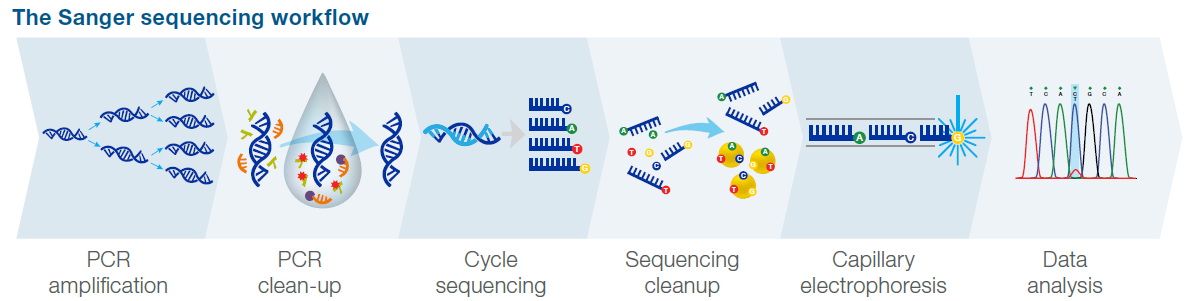 The Sanger sequencing workflow
C
A
T
G
A
A
T
G
C
T
A
G
T
A
T
C
G
A
T
T
C
G
A
C
G
T C A C G C A
T
PCR
amplification
PCR
clean-up
Cycle
sequencing
Sequencing
cleanup
Capillary
electrophoresis
Data
analysis